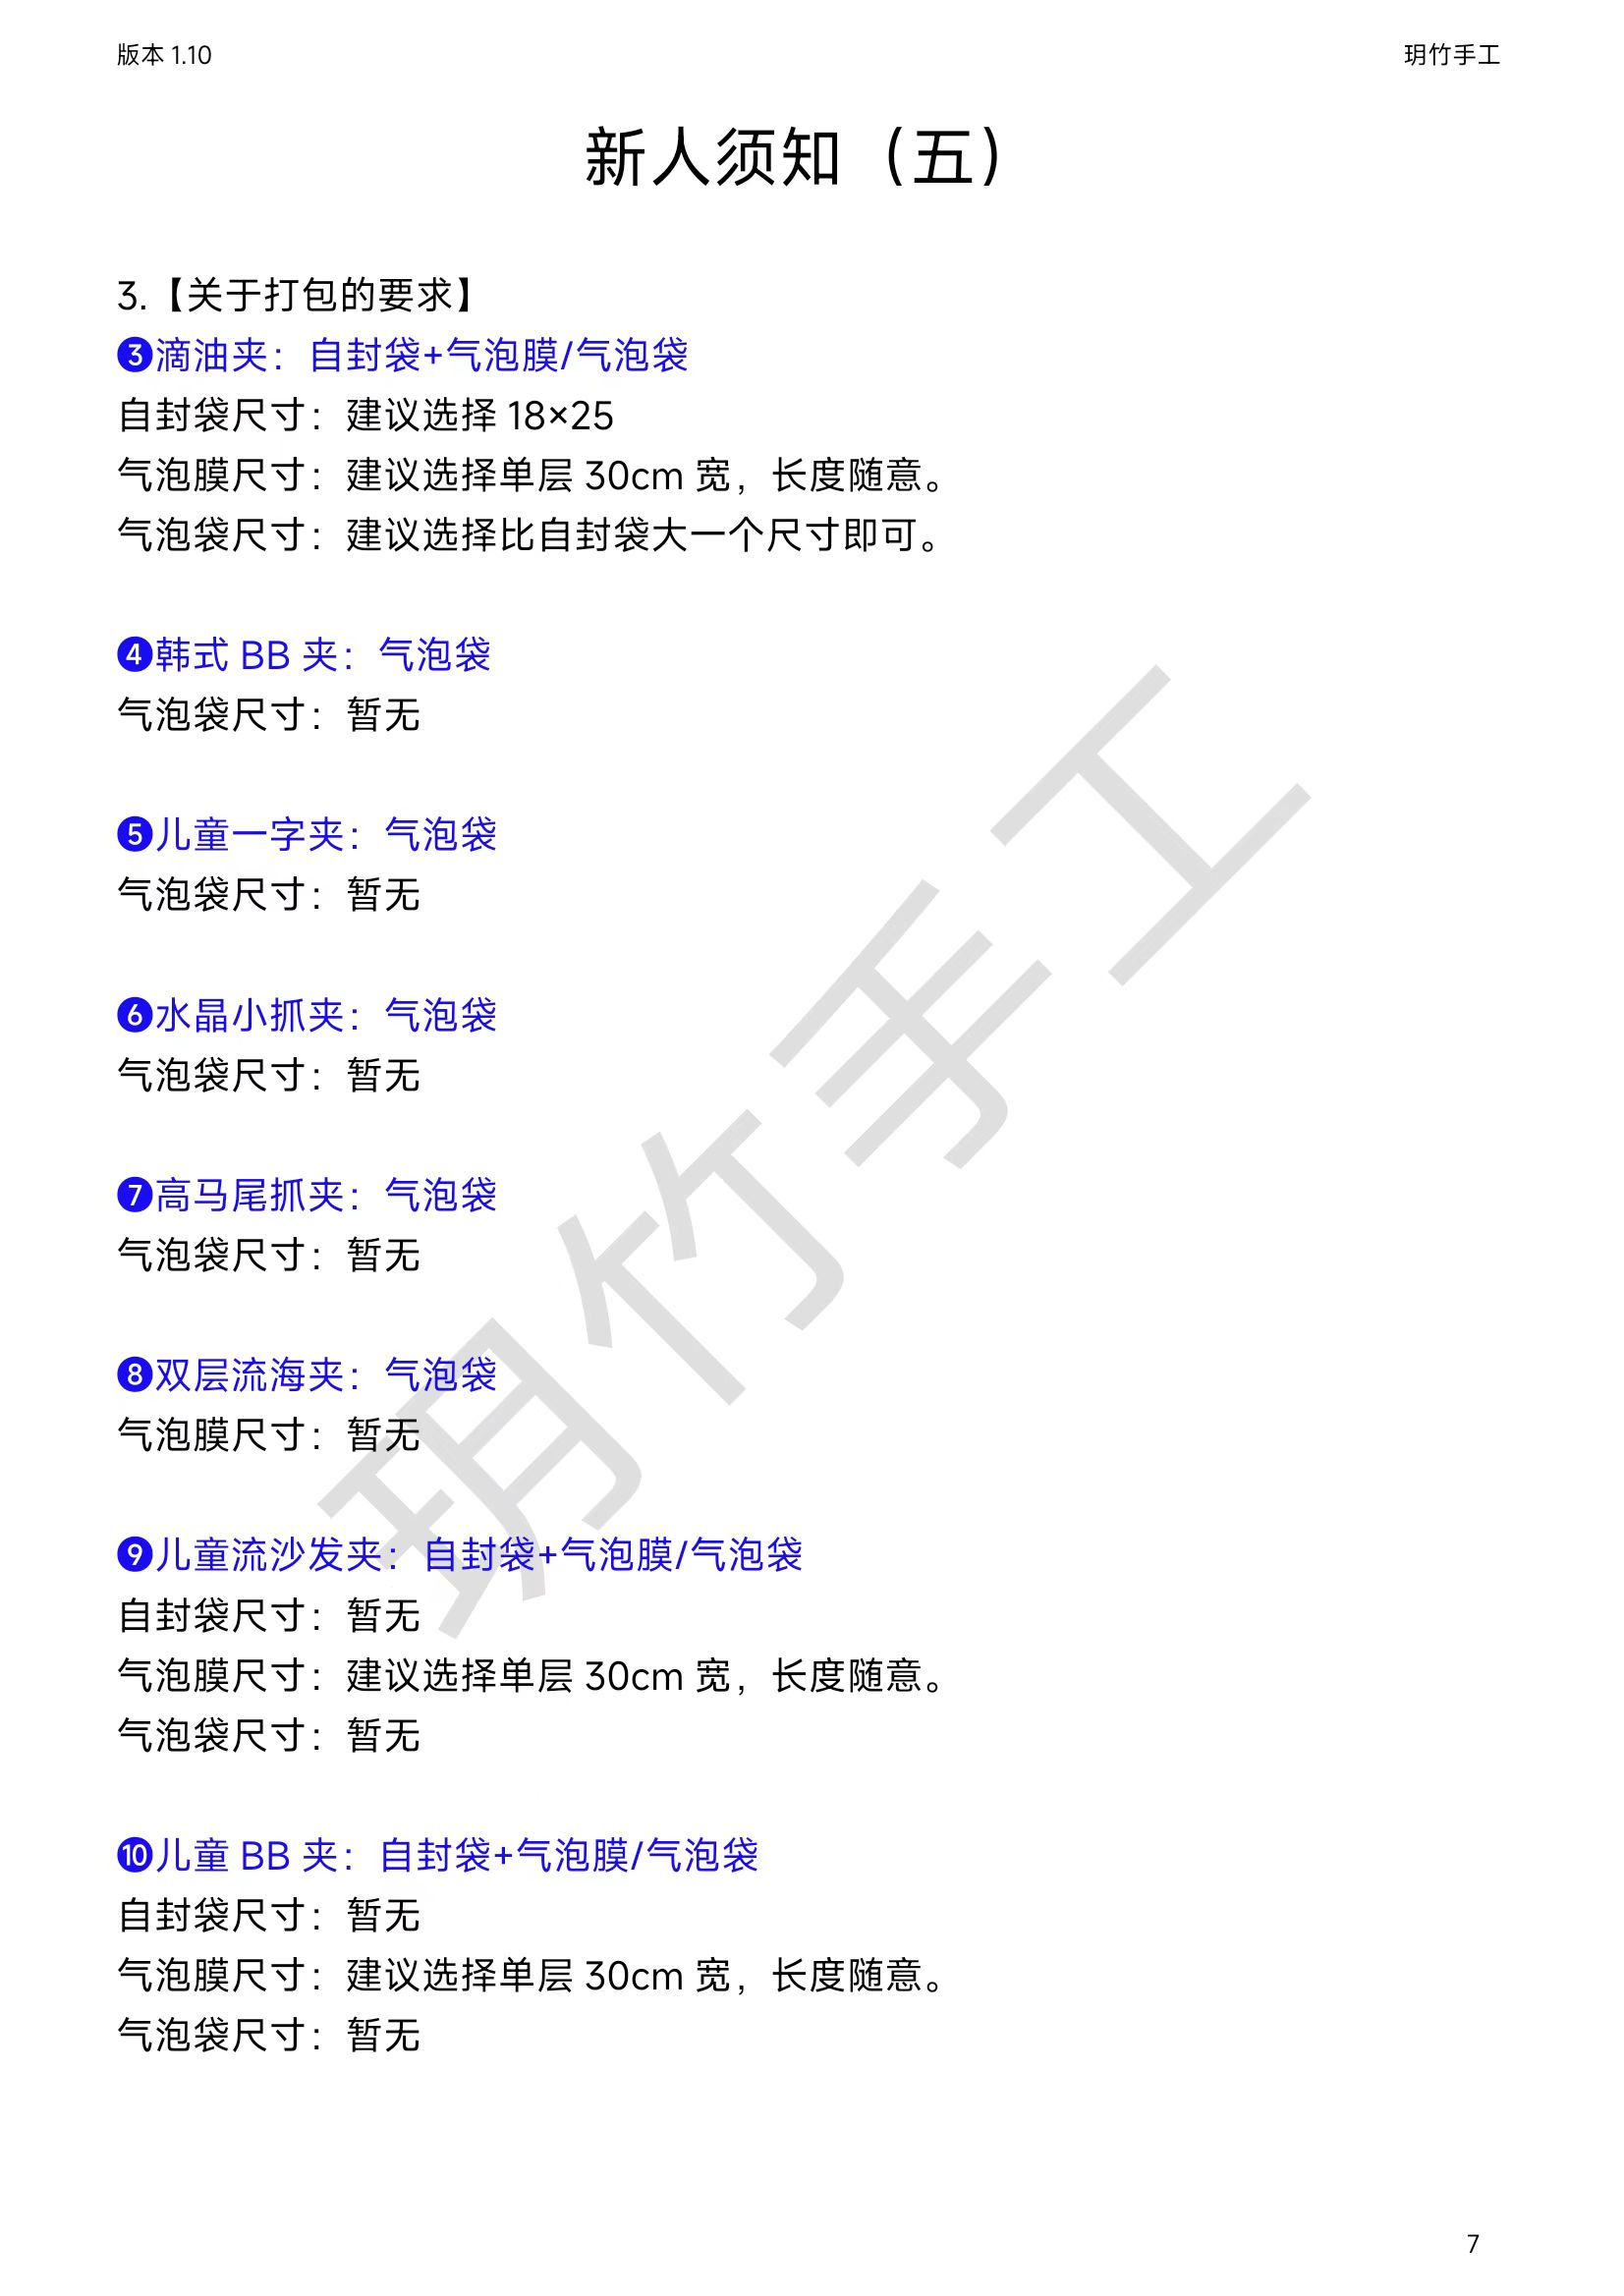 版本 1.10
玥竹手工
新人须知（五）
3.【关于打包的要求】
❸滴油夹：自封袋+气泡膜/气泡袋
自封袋尺寸：建议选择 18×25
气泡膜尺寸：建议选择单层 30cm 宽，长度随意。
气泡袋尺寸：建议选择比自封袋大一个尺寸即可。
❹韩式 BB 夹：气泡袋
气泡袋尺寸：暂无
❺儿童一字夹：气泡袋
气泡袋尺寸：暂无
❻水晶小抓夹：气泡袋
气泡袋尺寸：暂无
❼高马尾抓夹：气泡袋
气泡袋尺寸：暂无
❽双层流海夹：气泡袋
气泡膜尺寸：暂无
❾儿童流沙发夹：自封袋+气泡膜/气泡袋
自封袋尺寸：暂无
气泡膜尺寸：建议选择单层 30cm 宽，长度随意。
气泡袋尺寸：暂无
❿儿童 BB 夹：自封袋+气泡膜/气泡袋
自封袋尺寸：暂无
气泡膜尺寸：建议选择单层 30cm 宽，长度随意。
气泡袋尺寸：暂无
玥竹手工
7